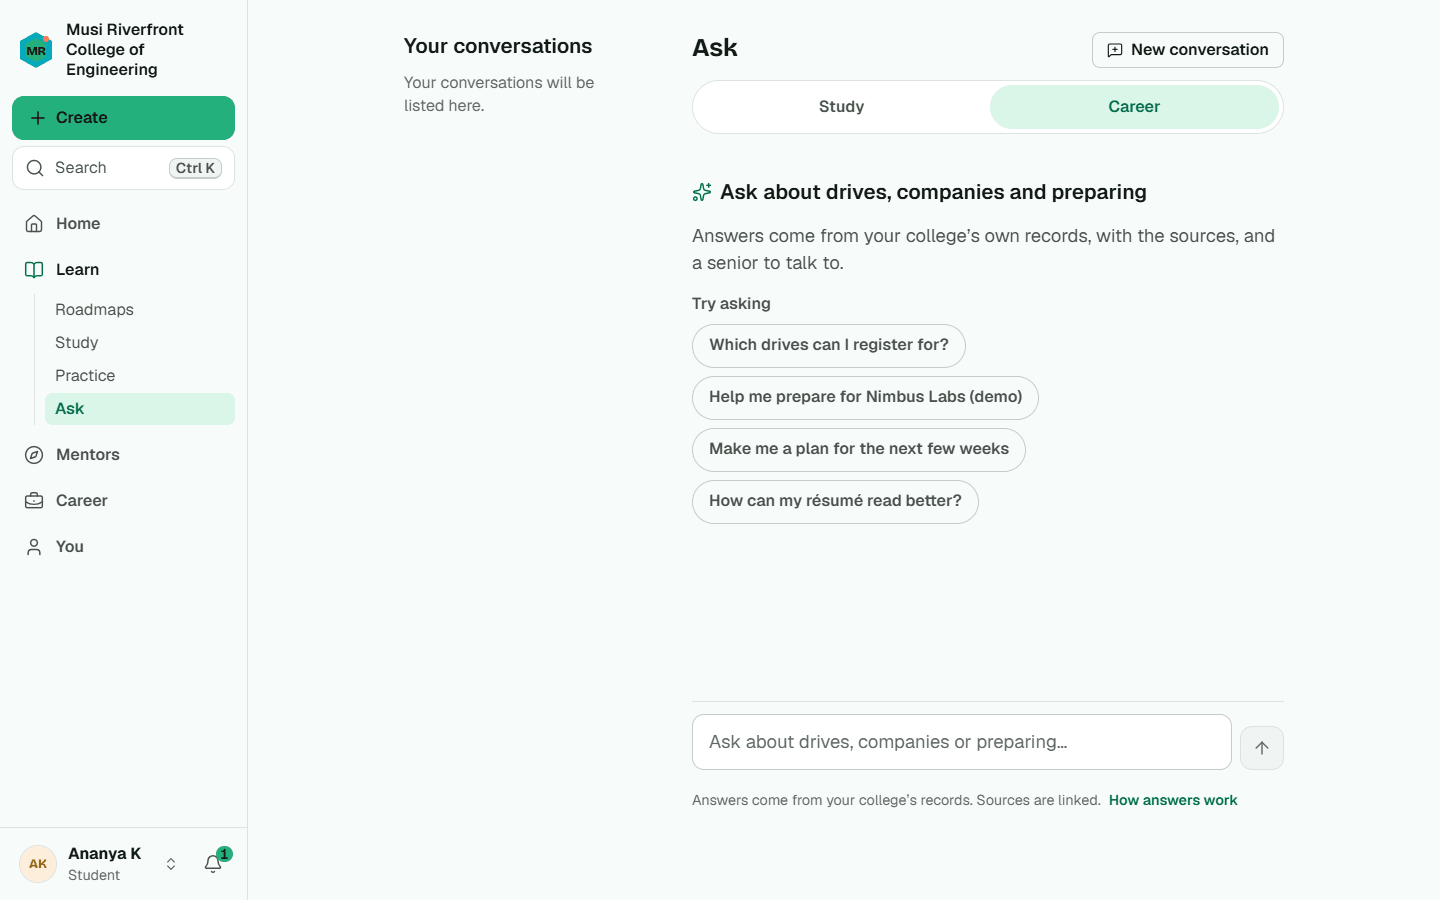 MR
Musi Riverfront
College of
Engineering
Create
Search
Ctrl K
Home
Learn
Roadmaps
Study
Practice
Ask
Mentors
Career
You
AK
Ananya K
Student
1
Your conversations
Your conversations will be
listed here.
Ask
New conversation
Study
Career
Ask about drives, companies and preparing
Answers come from your college’s own records, with the sources, and
a senior to talk to.
Try asking
Which drives can I register for?
Help me prepare for Nimbus Labs (demo)
Make me a plan for the next few weeks
How can my résumé read better?
Ask about drives, companies or preparing…
Answers come from your college’s records. Sources are linked. How answers work